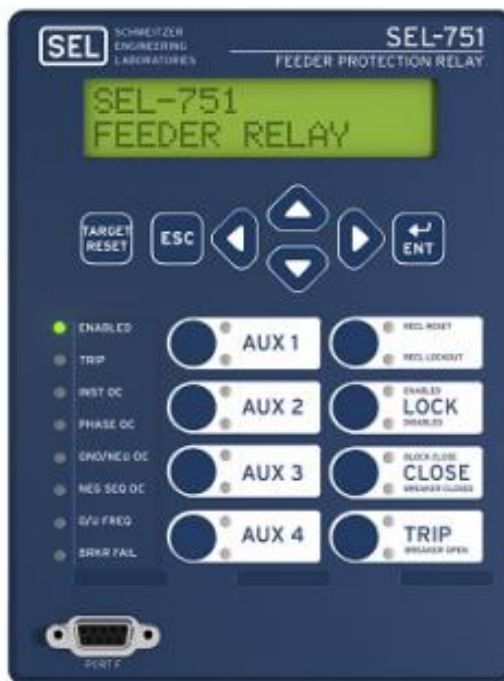 SEL
SCHWEITZER
ENGINEERING
LABORATORIES
SEL-751
FEEDER PROTECTION RELAY
SEL-751
FEEDER RELAY
TARGET
RESET
ESC
ENT
ENABLED
TRIP
INST OC
PHASE OC
GND/NEU OC
NEG SEQ OC
O/U FREQ
BRKR FAIL
AUX 1
AUX 2
AUX 3
AUX 4
RECL RESET
RECL LOCKOUT
ENABLED
LOCK
DISABLED
BLOCK CLOSE
CLOSE
BREAKER CLOSED
TRIP
BREAKER OPEN
PORT F